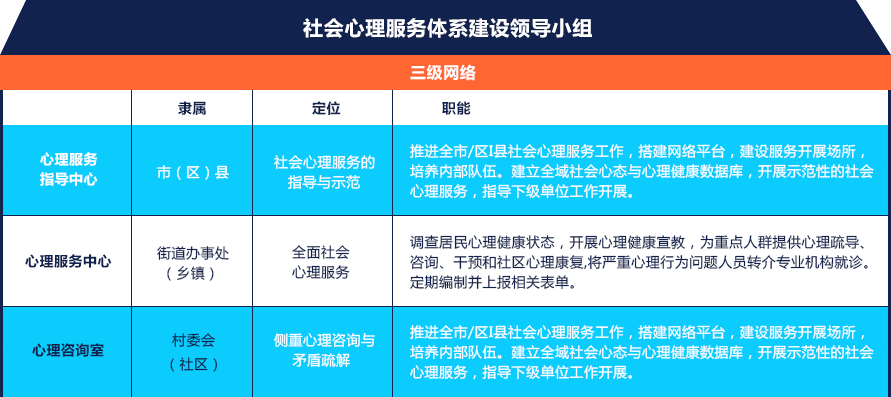 社会心理服务体系建设领导小组
三级网络
隶属 定位 职能
心理服务
指导中心
市（区）县
社会心理服务的
指导与示范
推进全市/区I县社会心理服务工作，搭建网络平台，建设服务开展场所，
培养内部队伍。建立全域社会心态与心理健康数据库，开展示范性的社会
心理服务，指导下级单位工作开展。
心理服务中心
街道办事处
（乡镇）
全面社会
心理服务
调查居民心理健康状态，开展心理健康宣教，为重点人群提供心理疏导、
咨询、干预和社区心理康复,将严重心理行为问题人员转介专业机构就诊。
定期编制并上报相关表单。
心理咨询室
村委会
（社区）
侧重心理咨询与
矛盾疏解
推进全市/区I县社会心理服务工作，搭建网络平台，建设服务开展场所，
培养内部队伍。建立全域社会心态与心理健康数据库，开展示范性的社会
心理服务，指导下级单位工作开展。